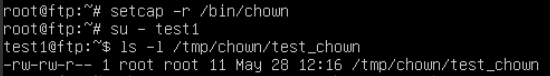 root@ftp:~# setcap -r /bin/chown
root@ftp:~# su - test1
test1@ftp:~$ ls -l /tmp/chown/test_chown
-rw-rw-r-- 1 root root 11 May 28 12:16 /tmp/chown/test_chown